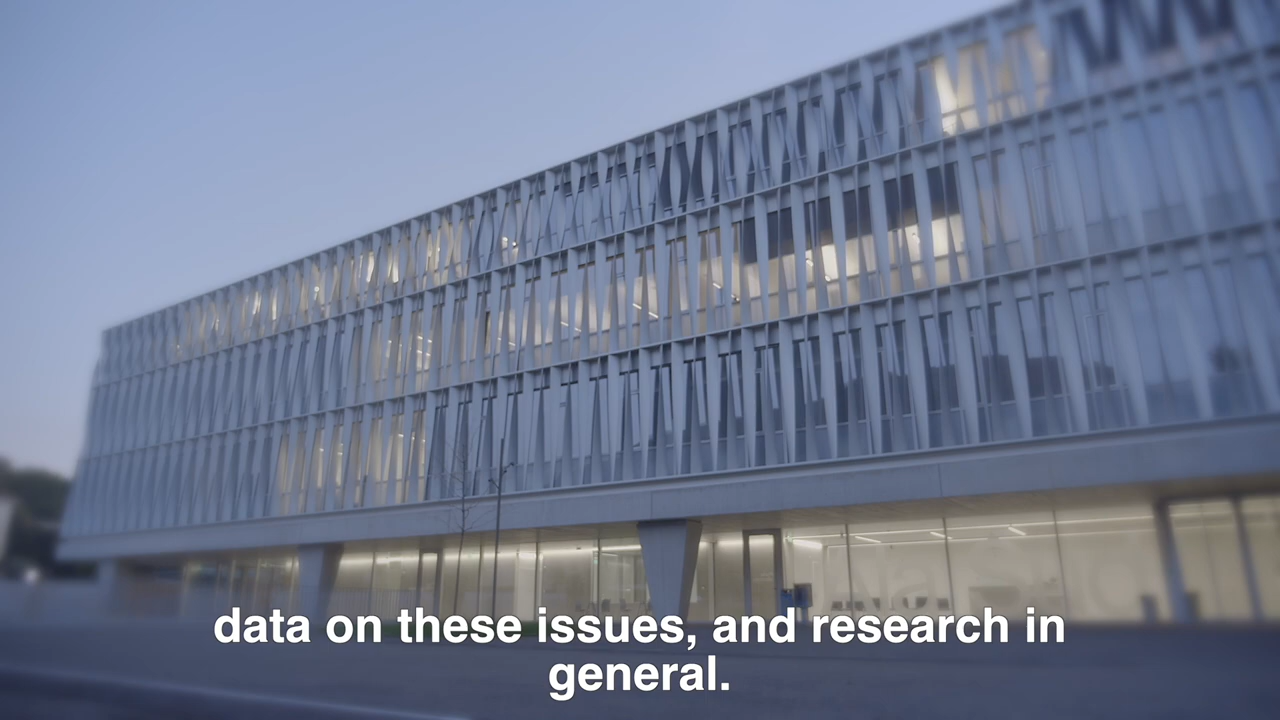 data on these issues, and research in
general.